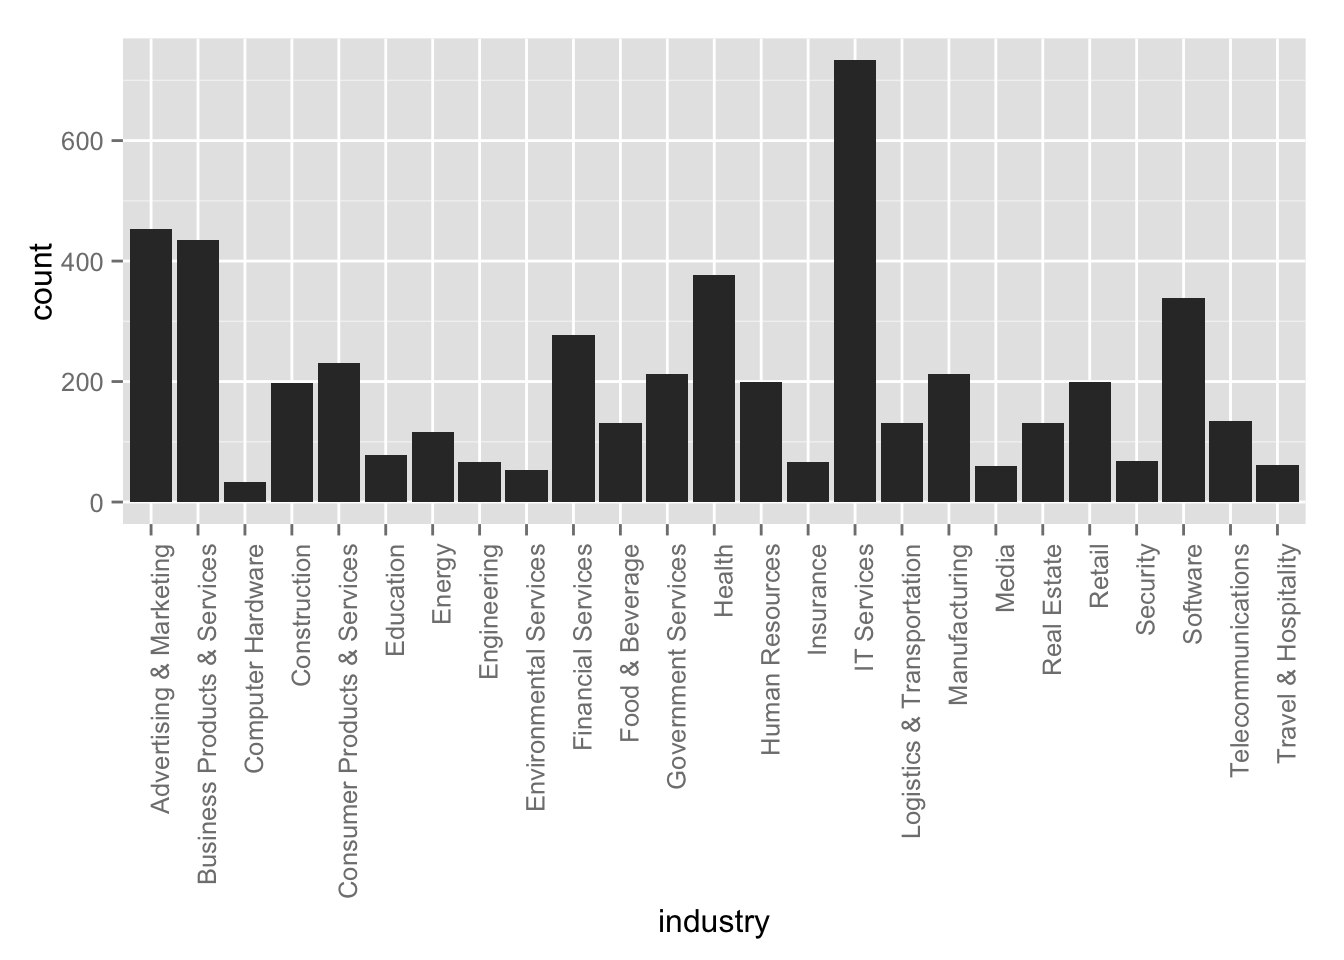 600
400
200
0
count
Advertising & Marketing
Business Products & Services
Computer Hardware
Construction
Consumer Products & Services
Education
Energy
Engineering
Environmental Services
Financial Services
Food & Beverage
Government Services
Health
Human Resources
Insurance
IT Services
Logistics & Transportation
Manufacturing
Media
Real Estate
Retail
Security
Software
Telecommunications
Travel & Hospitality
industry